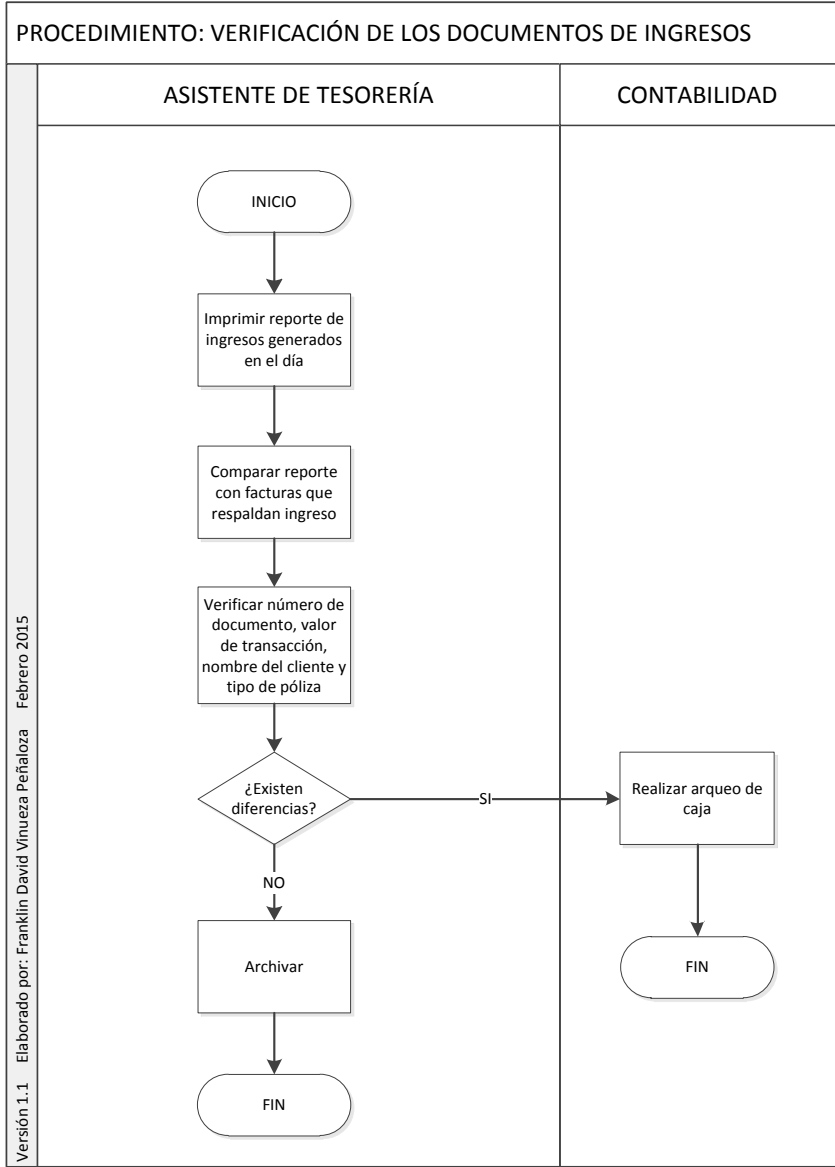 PROCEDIMIENTO: VERIFICACIÓN DE LOS DOCUMENTOS DE INGRESOS
ASISTENTE DE TESORERÍA
CONTABILIDAD
INICIO
Imprimir reporte de
ingresos generados
en el día
Comparar reporte
con facturas que
respaldan ingreso
Verificar número de
documento, valor
de transacción,
nombre del cliente y
tipo de póliza
¿Existen
diferencias?
SI
Realizar arqueo de
caja
NO
Archivar
FIN
FIN
Versión 1.1 Elaborado por: Franklin David Vinueza Peñaloza Febrero 2015